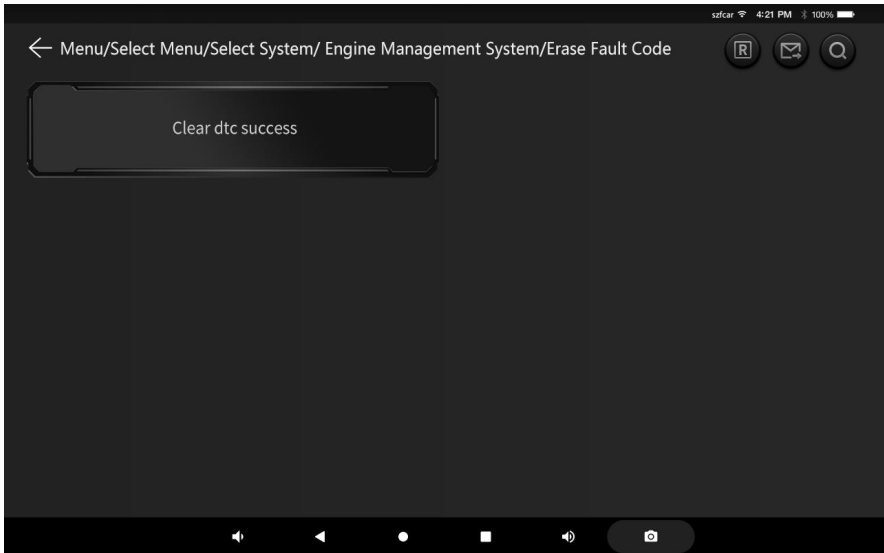 szfcar 4:21 PM 100%
Menu/Select Menu/Select System/ Engine Management System/Erase Fault Code
R
Clear dtc success